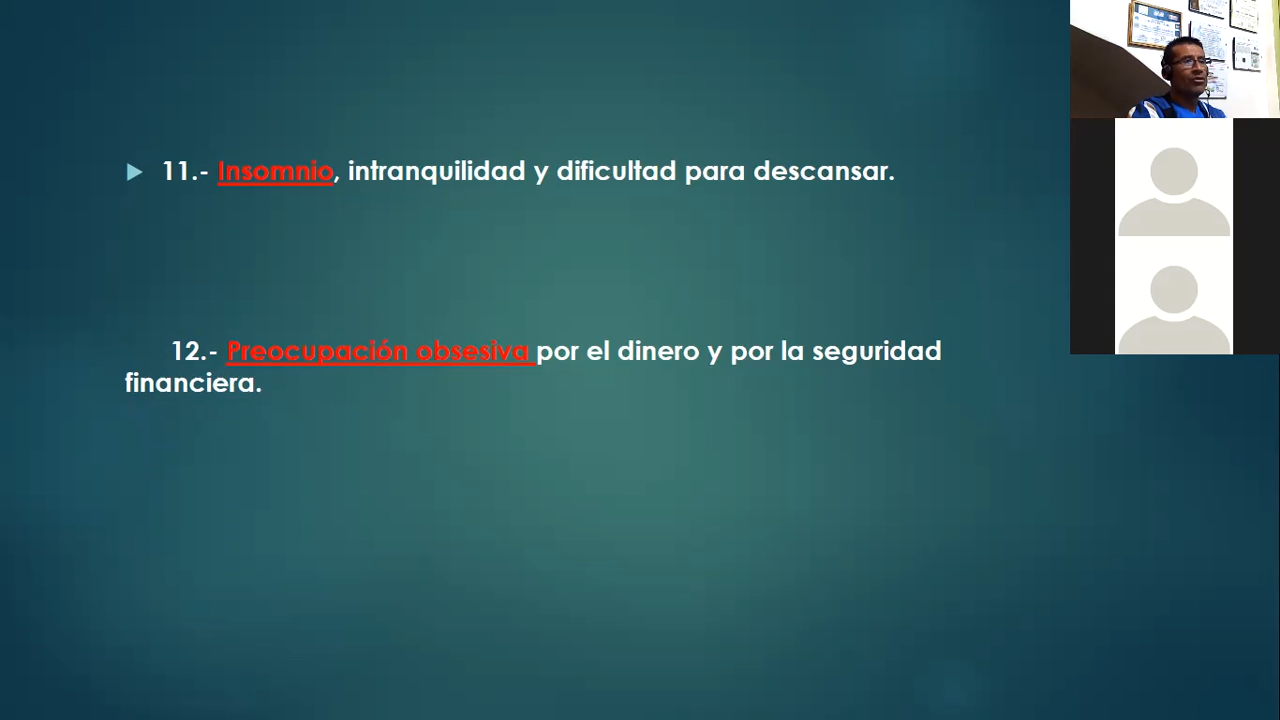 11.- Insomnio, intranquilidad y dificultad para descansar.
12.- Preocupación obsesiva por el dinero y por la seguridad
financiera.